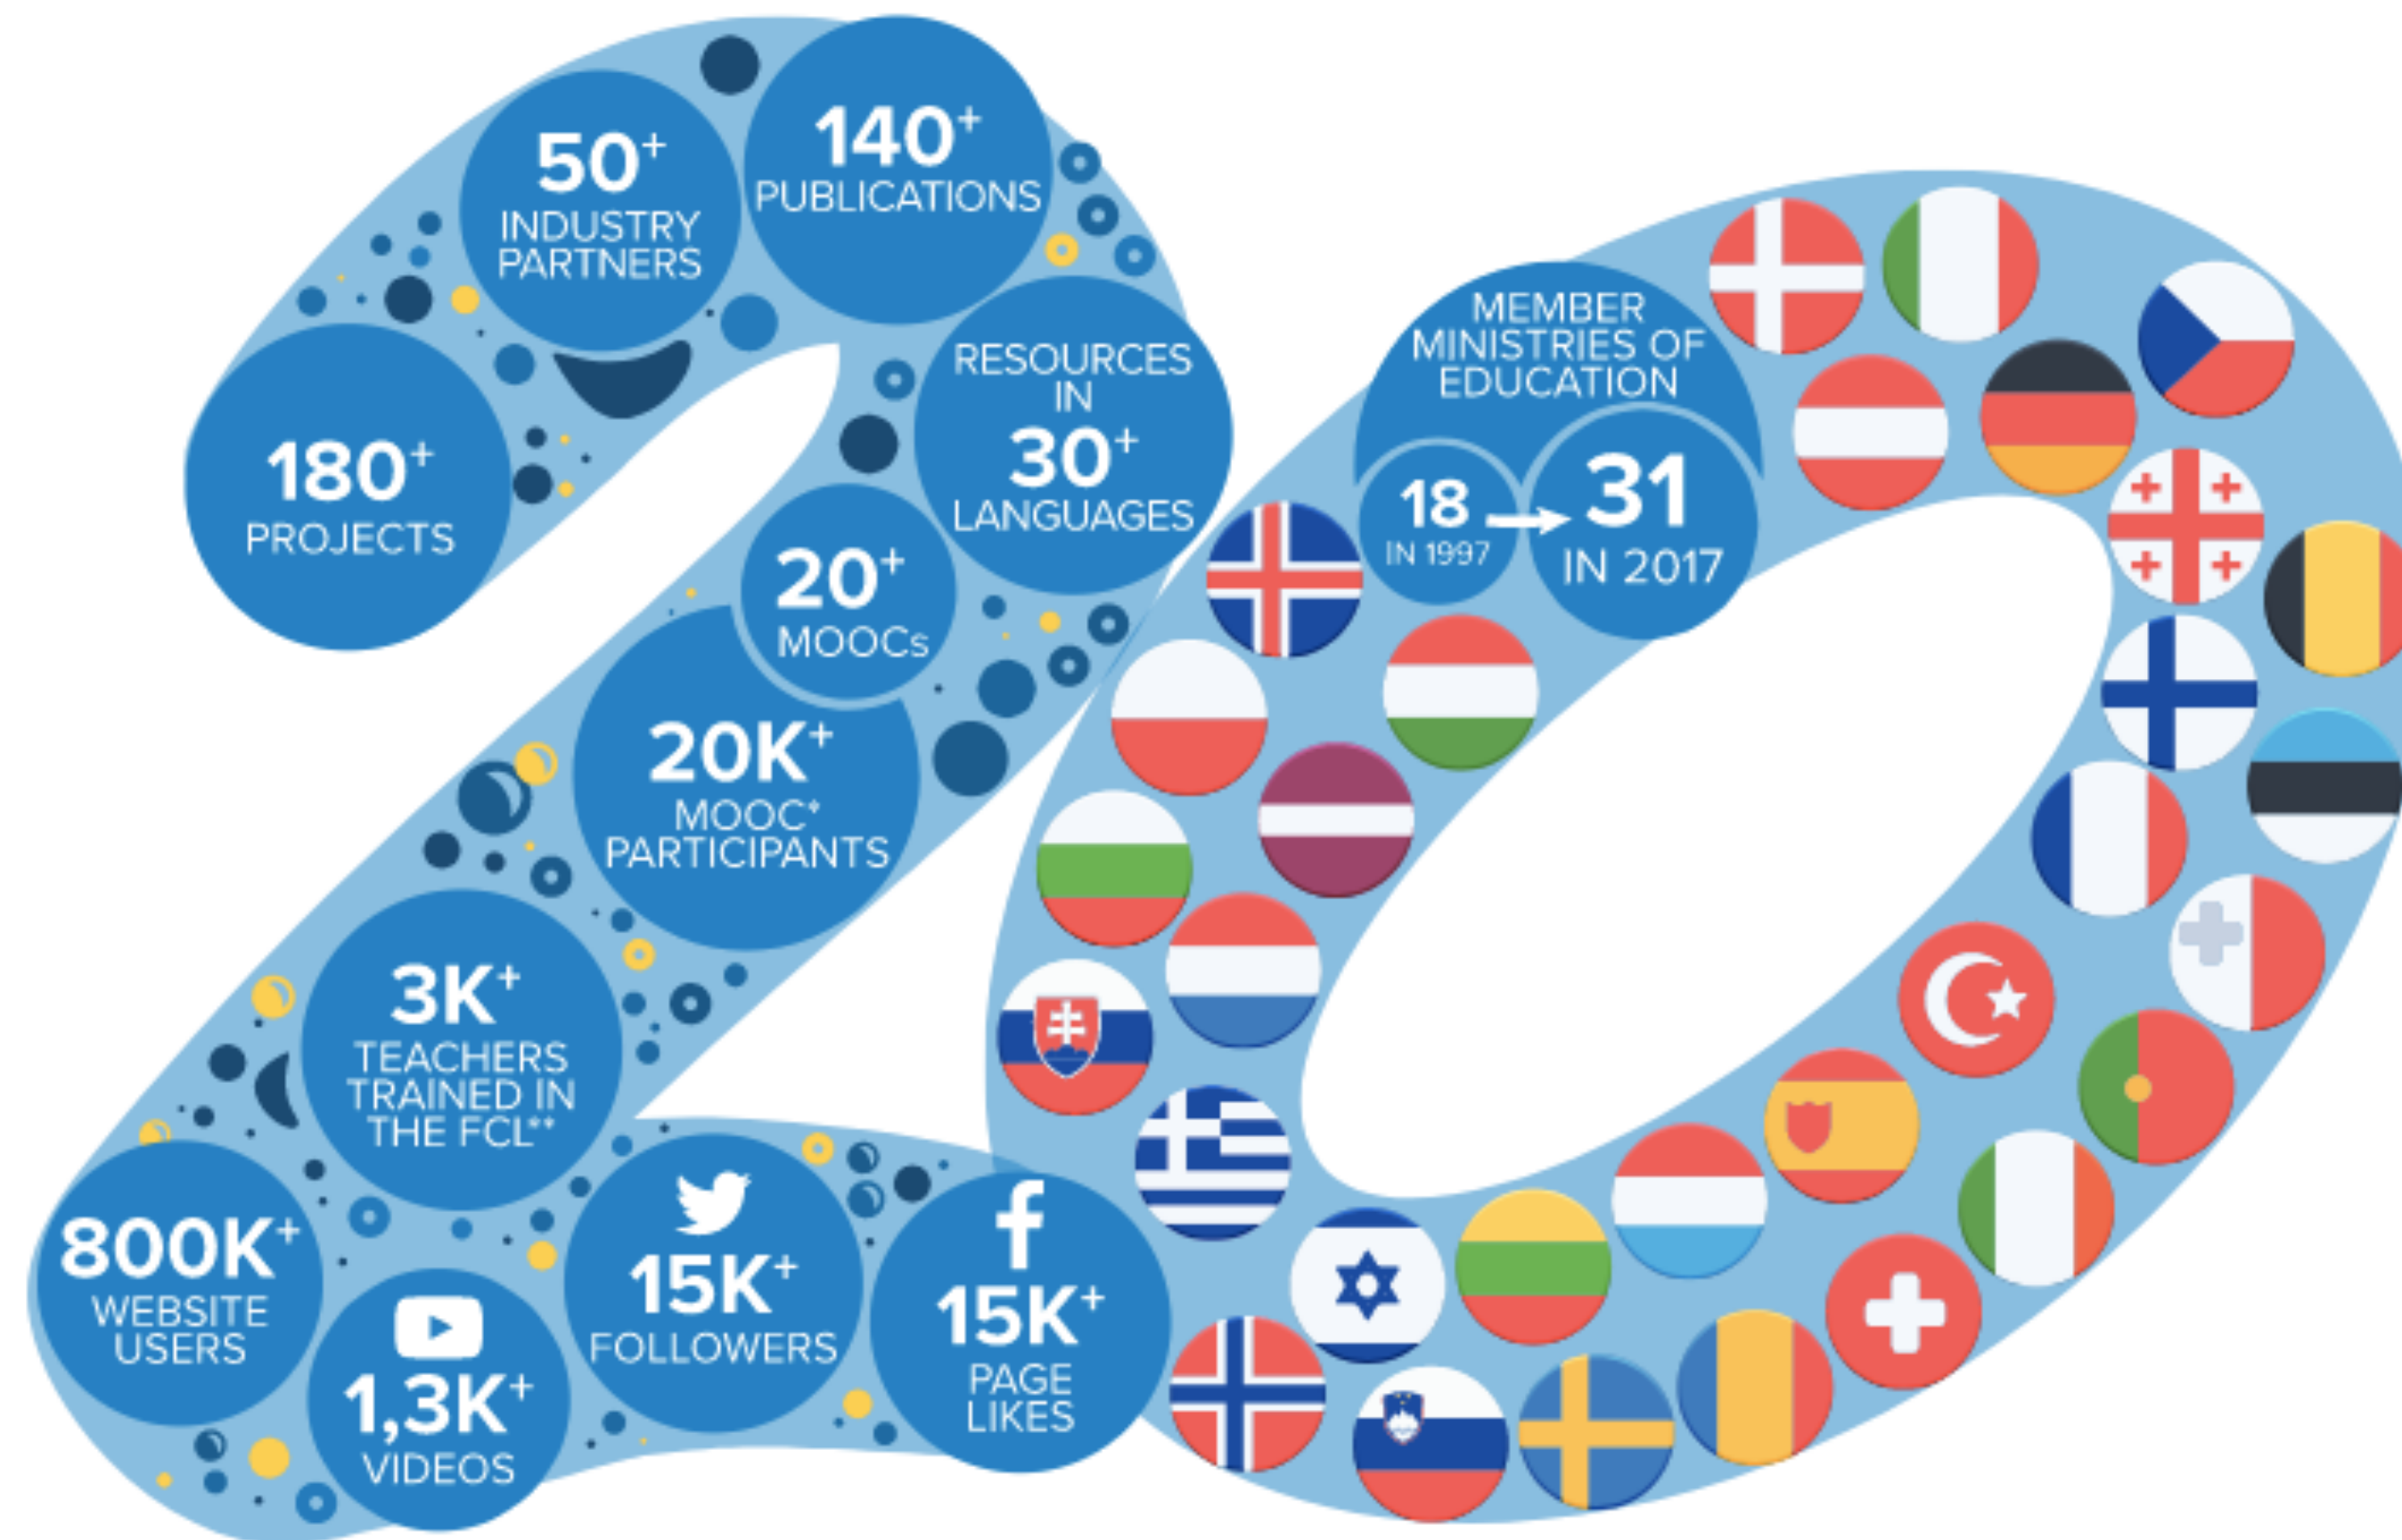 50+
INDUSTRY
PARTNERS
140+
PUBLICATIONS
180+
PROJECTS
RESOURCES
IN
30+
LANGUAGES
20+
MOOCs
20K+
MOOC*
PARTICIPANTS
3K+
TEACHERS
TRAINED IN
THE FCL**
800K+
WEBSITE
USERS
1,3K+
VIDEOS
15K+
FOLLOWERS
f
15K+
PAGE
LIKES
MEMBER
MINISTRIES OF
EDUCATION
18
IN 1997
31
IN 2017